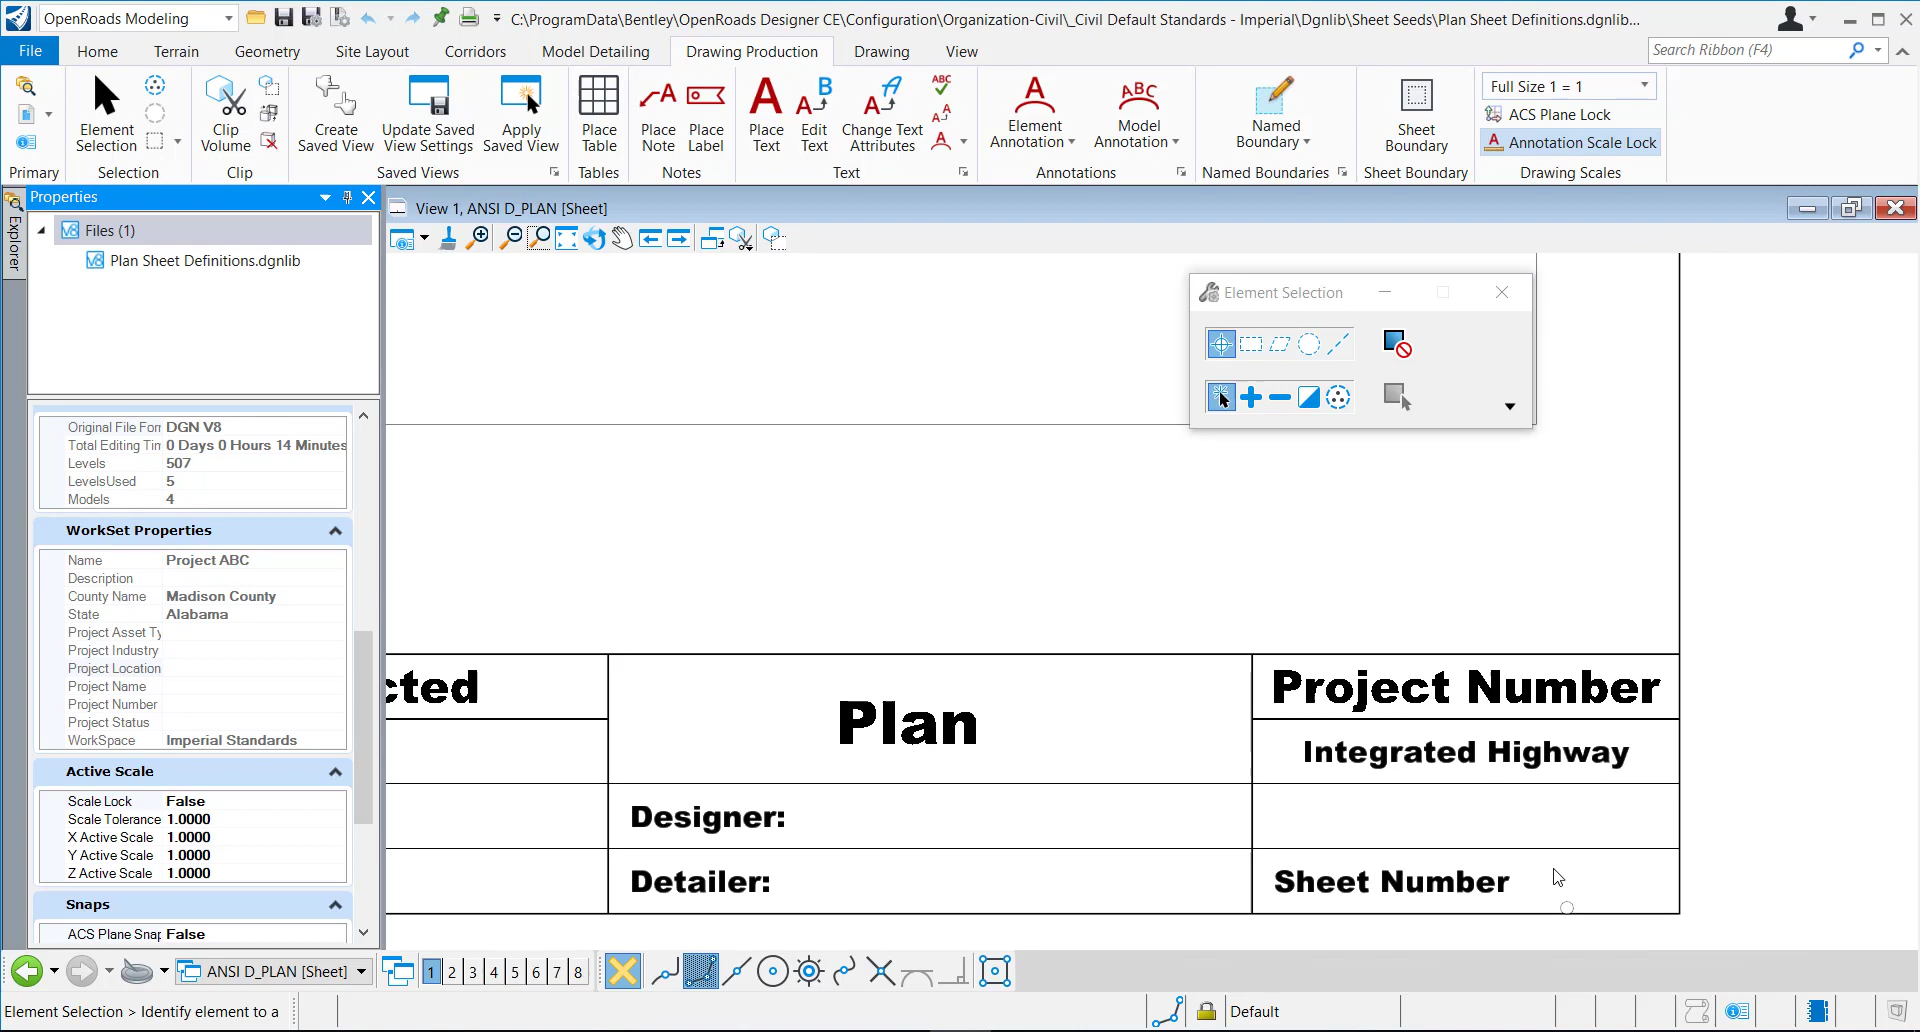 OpenRoads Modeling
C:\ProgramData\Bentley\OpenRoads Designer CE\Configuration\Organization-Civil\_Civil Default Standards - Imperial\Dgnlib\Sheet Seeds\Plan Sheet Definitions.dgnlib...
File Home Terrain Geometry Site Layout Corridors Model Detailing Drawing Production Drawing View
Search Ribbon (F4)
Element Selection
Clip Volume
Create Saved View
Update Saved View Settings
Apply Saved View
Place Table
Place Note
Place Label
Place Text
Edit Text
Change Text Attributes
Element Annotation
Model Annotation
Named Boundary
Sheet Boundary
Full Size 1 = 1
ACS Plane Lock
Annotation Scale Lock
Primary Selection Clip Saved Views Tables Notes Text Annotations Named Boundaries Sheet Boundary Drawing Scales
Explorer
Properties
Files (1)
Plan Sheet Definitions.dgnlib
Original File Forr DGN V8
Total Editing Tim 0 Days 0 Hours 14 Minutes
Levels 507
LevelsUsed 5
Models 4
WorkSet Properties
Name Project ABC
Description
County Name Madison County
State Alabama
Project Asset Ty
Project Industry
Project Location
Project Name
Project Number
Project Status
WorkSpace Imperial Standards
Active Scale
Scale Lock False
Scale Tolerance 1.0000
X Active Scale 1.0000
Y Active Scale 1.0000
Z Active Scale 1.0000
Snaps
ACS Plane Snap False
View 1, ANSI D_PLAN [Sheet]
Element Selection
cted
Plan
Project Number
Integrated Highway
Designer:
Detailer:
Sheet Number
ANSI D_PLAN [Sheet]
1 2 3 4 5 6 7 8
Element Selection > Identify element to a
Default